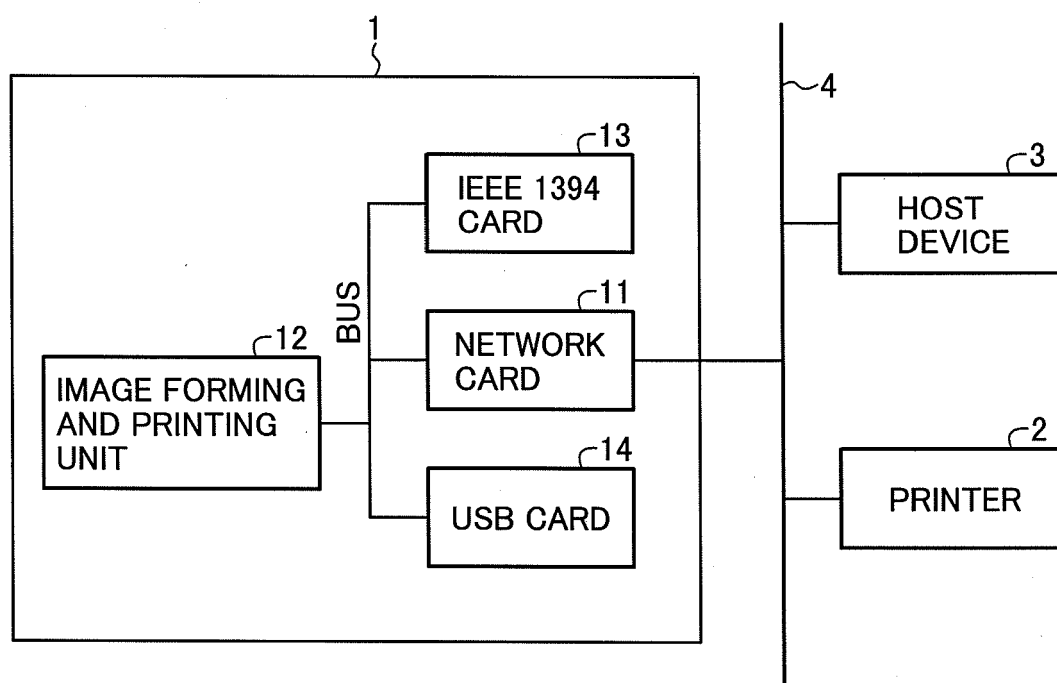 1
4
13
IEEE 1394
CARD
3
HOST
DEVICE
BUS
11
NETWORK
CARD
12
IMAGE FORMING
AND PRINTING
UNIT
14
USB CARD
2
PRINTER